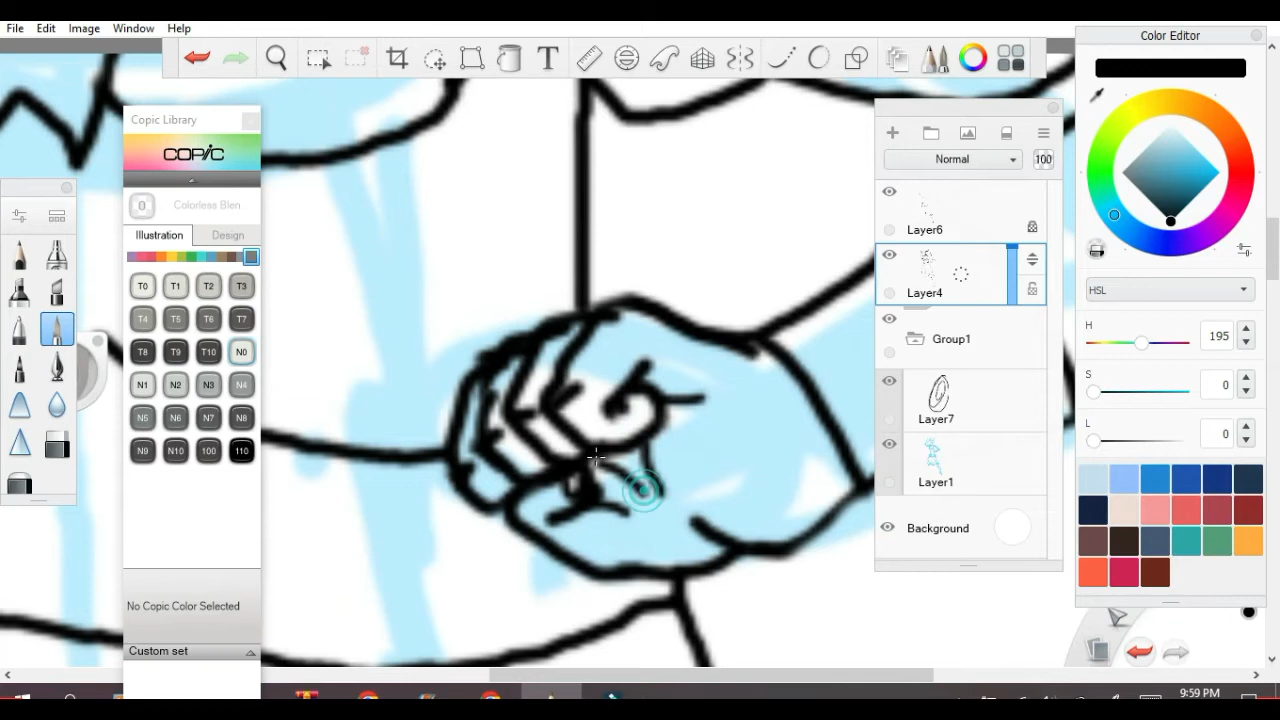 File Edit Image Window Help
T
Copic Library
COPIC
0 Colorless Blen
Illustration Design
T0 T1 T2 T3
T4 T5 T6 T7
T8 T9 T10 N0
N1 N2 N3 N4
N5 N6 N7 N8
N9 N10 100 110
No Copic Color Selected
Custom set
Normal 100
Layer6
Layer4
Group1
Layer7
Layer1
Background
Color Editor
HSL
H 195
S 0
L 0
9:59 PM